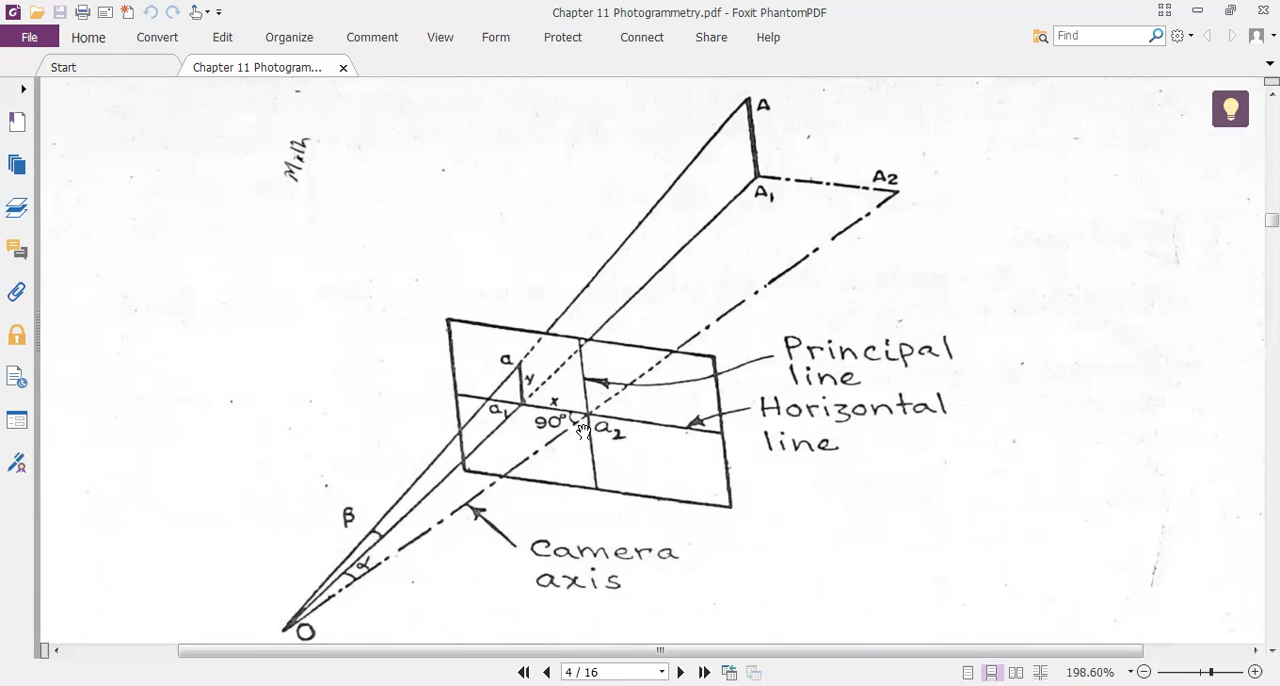 Chapter 11 Photogrammetry.pdf - Foxit PhantomPDF
File Home Convert Edit Organize Comment View Form Protect Connect Share Help
Find
Start
Chapter 11 Photogram...
A
A1
A2
Principal
line
a
y
x
a1
90°
a2
Horizontal
line
β
α
Camera
axis
O
4 / 16
198.60%